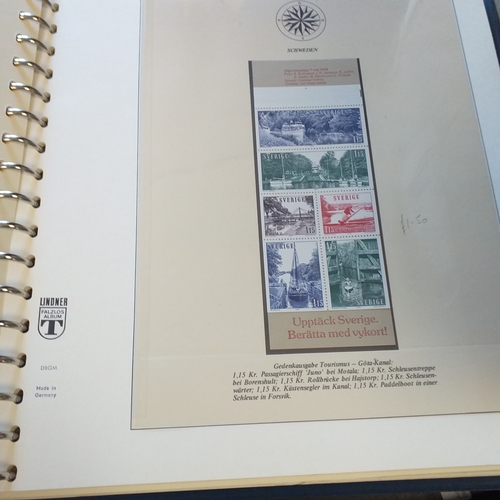 SCHWEDEN
SVERIGE
SVERIGE
SVERIGE
SVERIGE
SVERIGE
SVERIGE
Upptäck Sverige.
Berätta med vykort!
LINDNER
FALZLOS
ALBUM
T
DBGM
Made in
Germany
Gedenkausgabe Tourismus — Göta-Kanal:
1,15 Kr. Passagierschiff 'Juno' bei Motala; 1,15 Kr. Schleusentreppe
bei Borenshult; 1,15 Kr. Rollbrücke bei Hajstorp; 1,15 Kr. Schleusen-
wärter; 1,15 Kr. Küstensegler im Kanal; 1,15 Kr. Paddelboot in einer
Schleuse in Forsvik.